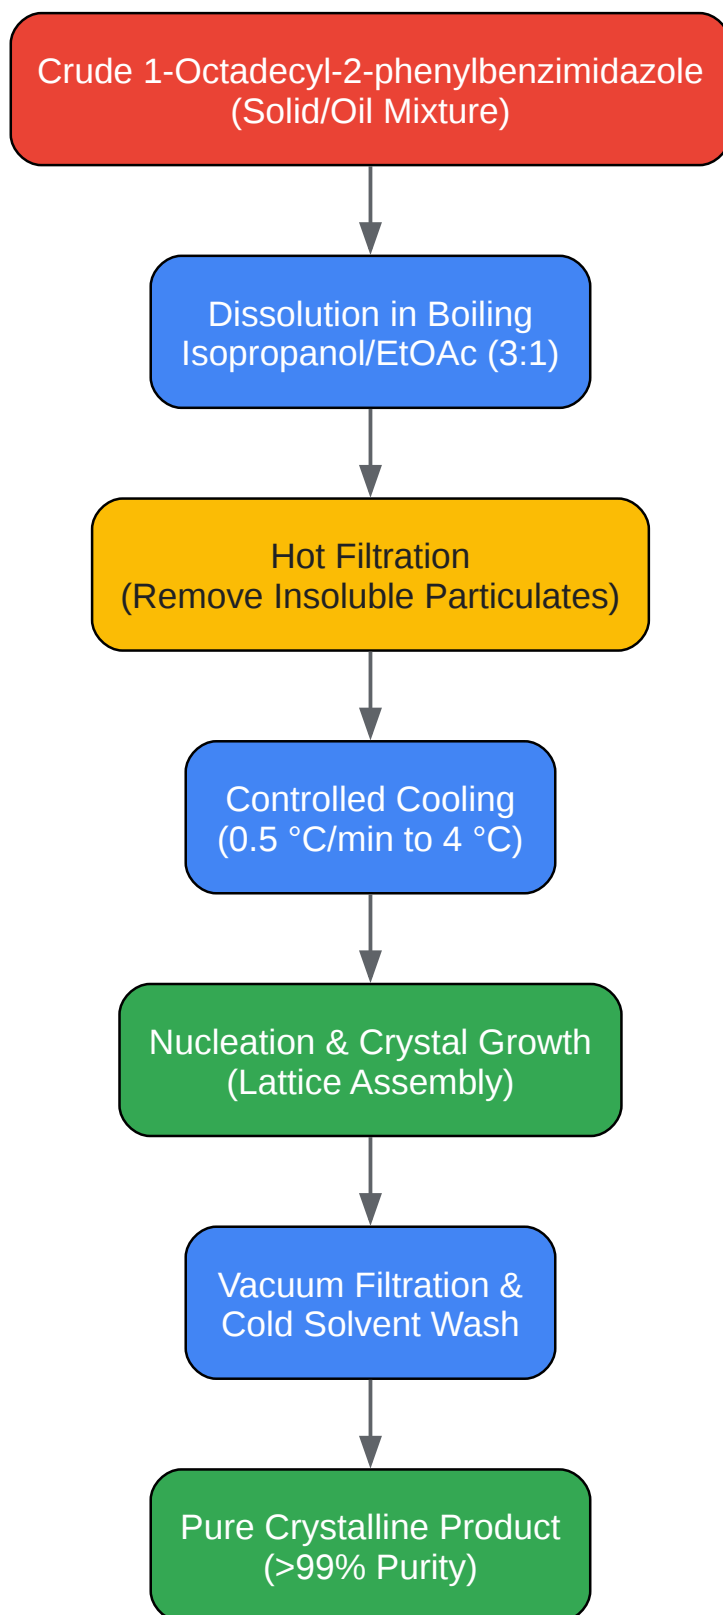 Crude 1-Octadecyl-2-phenylbenzimidazole
(Solid/Oil Mixture)
Dissolution in Boiling
Isopropanol/EtOAc (3:1)
Hot Filtration
(Remove Insoluble Particulates)
Controlled Cooling
(0.5 °C/min to 4 °C)
Nucleation & Crystal Growth
(Lattice Assembly)
Vacuum Filtration &
Cold Solvent Wash
Pure Crystalline Product
(>99% Purity)